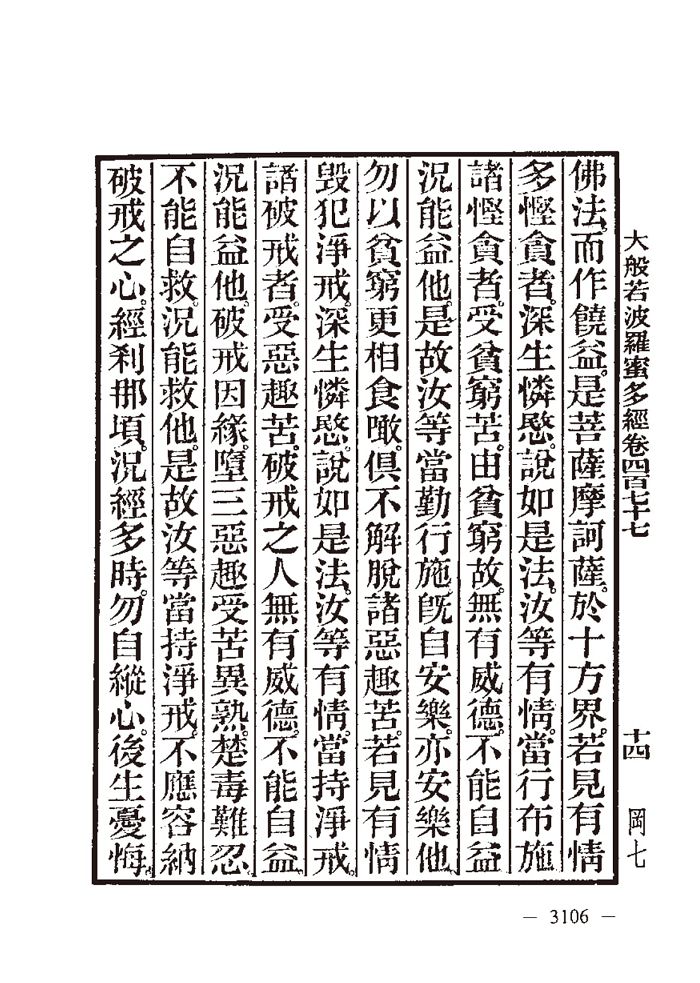 大般若波羅蜜多經卷四百七十七
十四
岡七
佛法。而作饒益。是菩薩摩訶薩。於十方界。若見有情
多慳貪者。深生憐愍。說如是法。汝等有情。當行布施
諸慳貪者。受貧窮苦。由貧窮故。無有威德。不能自益
況能益他。是故汝等當勤行施。旣自安樂。亦安樂他
勿以貧窮更相食噉。俱不解脫諸惡趣苦。若見有情
毀犯淨戒。深生憐愍。說如是法。汝等有情。當持淨戒。
諸破戒者。受惡趣苦。破戒之人無有威德。不能自益
況能益他。破戒因緣。墮三惡趣受苦異熟。楚毒難忍。
不能自救。況能救他。是故汝等當持淨戒。不應容納
破戒之心。經刹那頃。況經多時。勿自縱心。後生憂悔。
— 3106 —